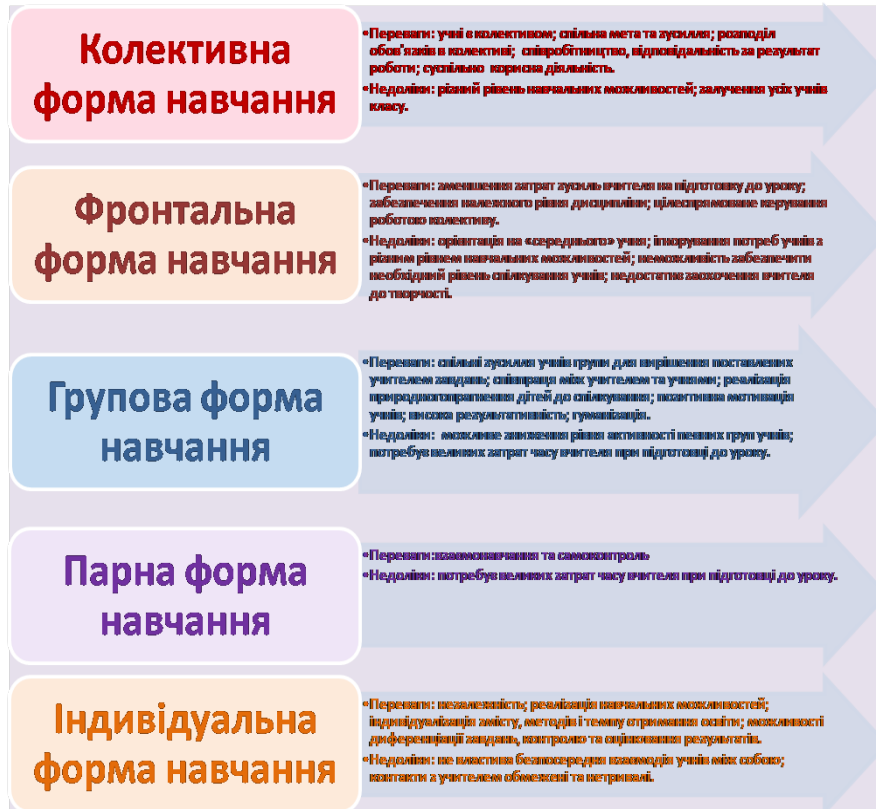 Колективна
форма навчання
•Переваги: учні є колективом; спільна мета та зусилля; розподіл
обов'язків в колективі; співробітництво, відповідальність за результат
роботи; суспільно корисна діяльність.
•Недоліки: різний рівень навчальних можливостей; залучення усіх учнів
класу.
Фронтальна
форма навчання
•Переваги: зменшення затрат зусиль вчителя на підготовку до уроку;
забезпечення належного рівня дисципліни; цілеспрямоване керування
роботою колективу.
•Недоліки: орієнтація на «середнього» учня; ігнорування потреб учнів з
різним рівнем навчальних можливостей; неможливість забезпечити
необхідний рівень спілкування учнів; недостатнє заохочення вчителя
до творчості.
Групова форма
навчання
•Переваги: спільні зусилля учнів групи для вирішення поставлених
учителем завдань; співпраця між учителем та учнями; реалізація
природногопрагнення дітей до спілкування; позитивна мотивація
учнів; висока результативність; гуманізація.
•Недоліки: можливе зниження рівня активності певних груп учнів;
потребує великих затрат часу вчителя при підготовці до уроку.
Парна форма
навчання
•Переваги:взаємонавчання та самоконтроль
•Недоліки: потребує великих затрат часу вчителя при підготовці до уроку.
Індивідуальна
форма навчання
•Переваги: незалежність; реалізація навчальних можливостей;
індивідуалізація змісту, методів і темпу отримання освіти; можливості
диференціації завдань, контролю та оцінювання результатів.
•Недоліки: не властива безпосередня взаємодія учнів між собою;
контакти з учителем обмежені та нетривалі.